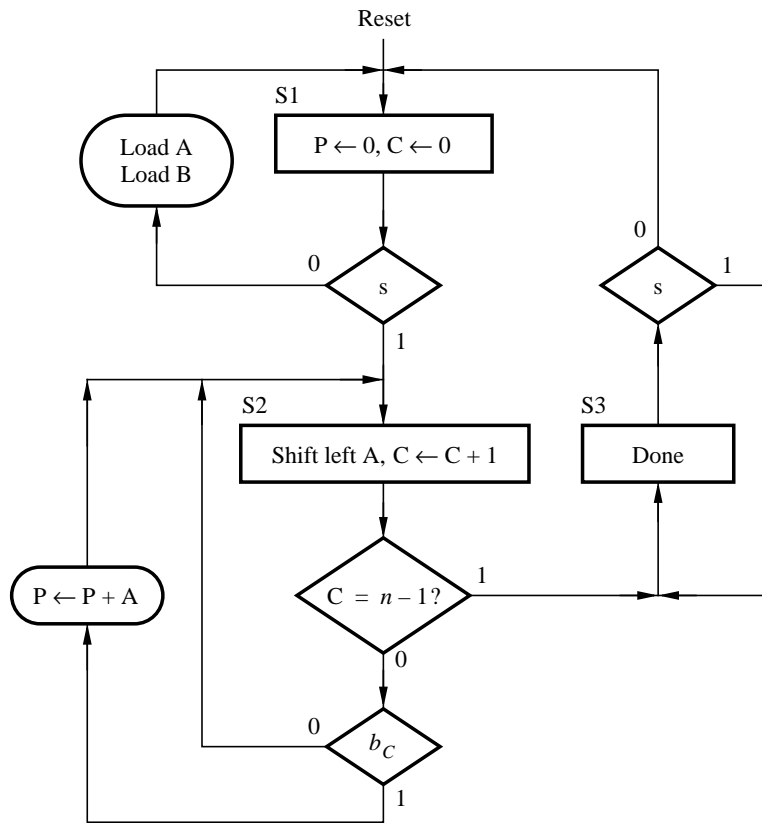 Reset
S1
P ← 0, C ← 0
Load A
Load B
0
s
1
0
s
1
S2
Shift left A, C ← C + 1
S3
Done
P ← P + A
C = n – 1?
1
0
0
b_C
1